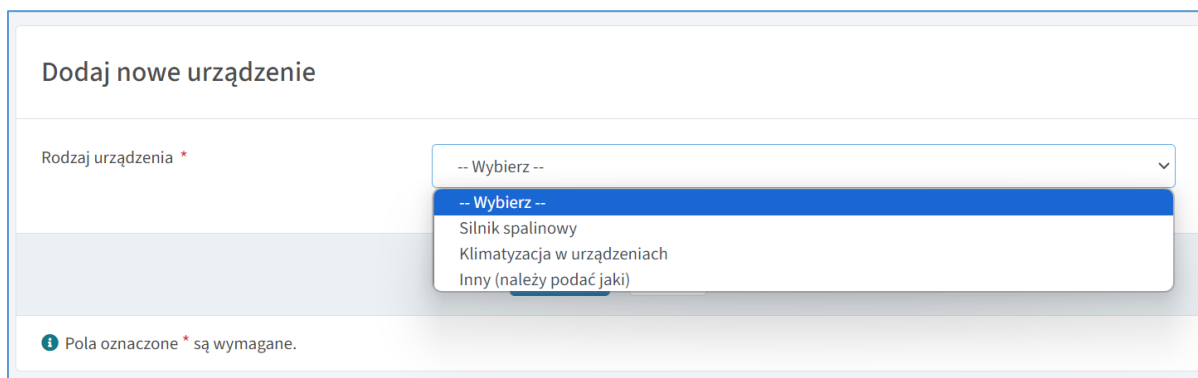 Dodaj nowe urządzenie
Rodzaj urządzenia *
-- Wybierz --
-- Wybierz --
Silnik spalinowy
Klimatyzacja w urządzeniach
Inny (należy podać jaki)
Pola oznaczone * są wymagane.